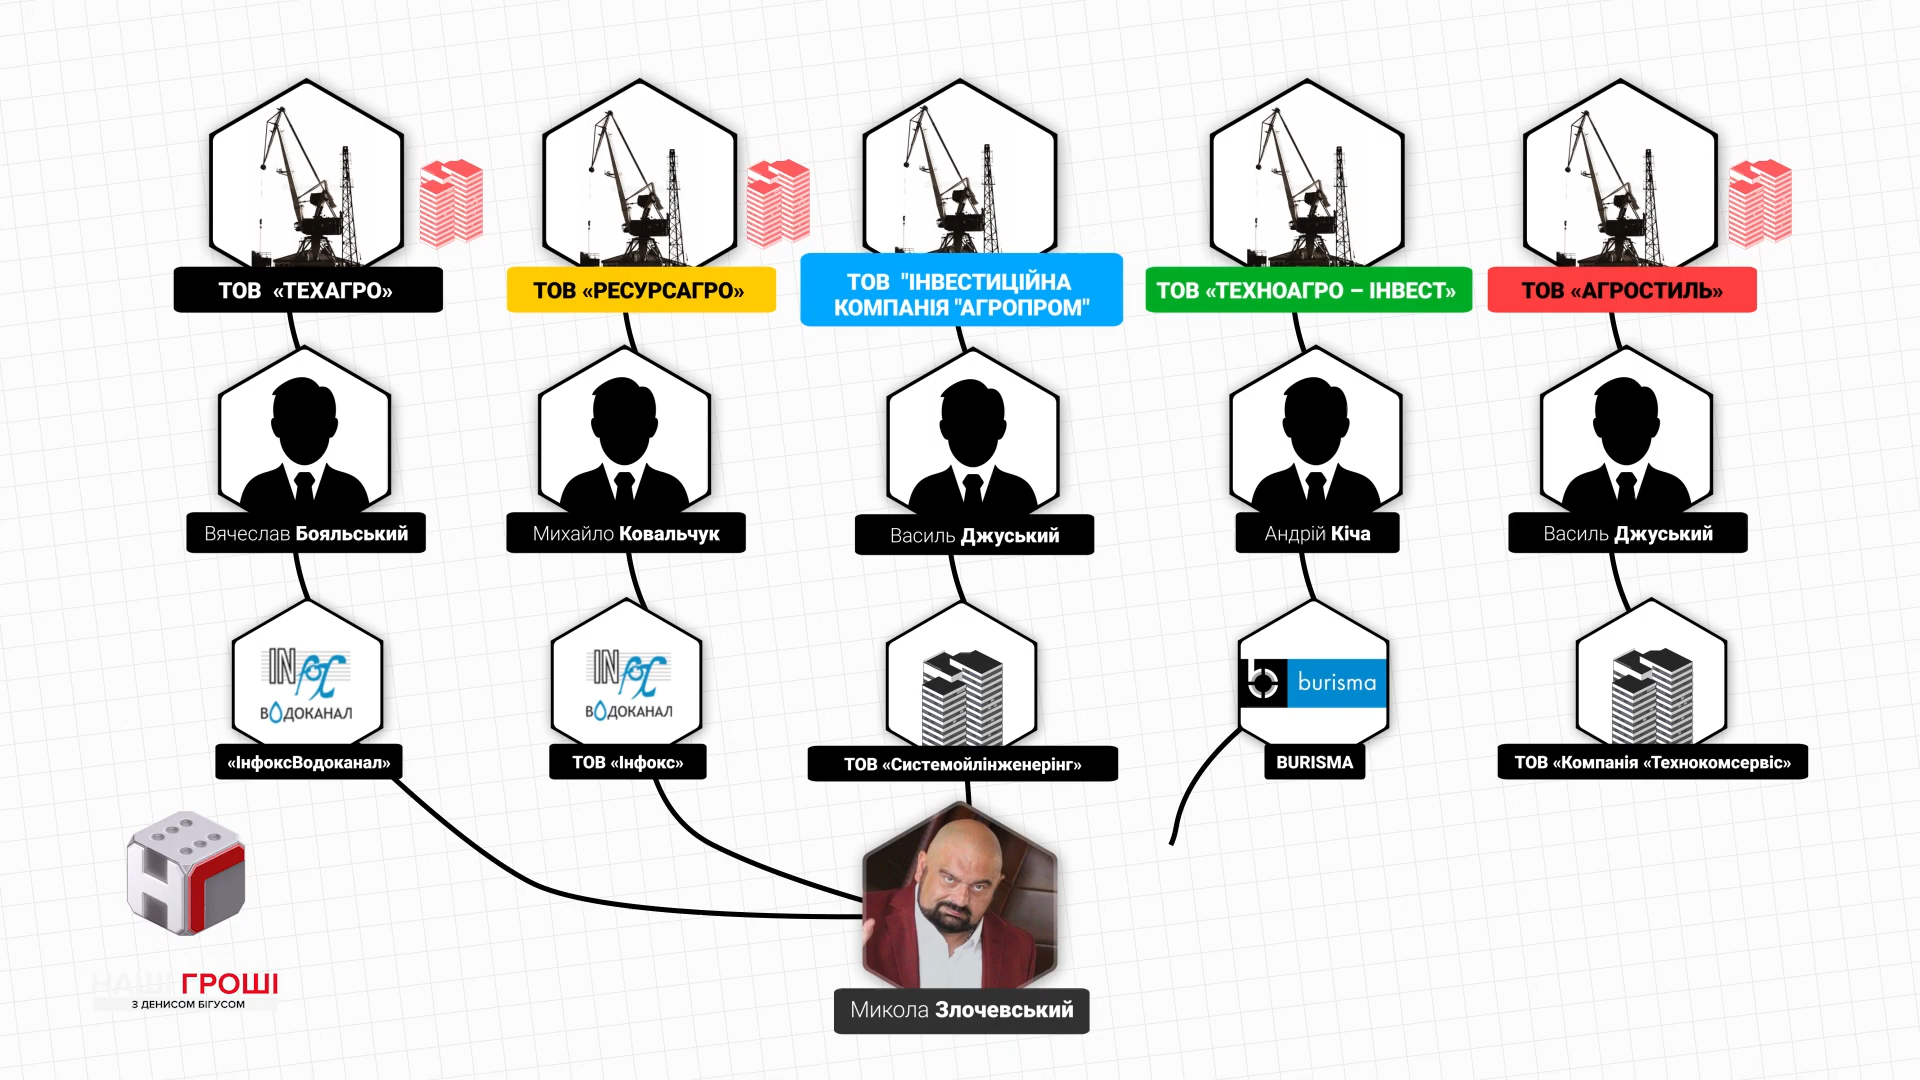 ТОВ «ТЕХАГРО»
ТОВ «РЕСУРСАГРО»
ТОВ "ІНВЕСТИЦІЙНА
КОМПАНІЯ "АГРОПРОМ"
ТОВ «ТЕХНОАГРО – ІНВЕСТ»
ТОВ «АГРОСТИЛЬ»
Вячеслав Бояльський
Михайло Ковальчук
Василь Джуський
Андрій Кіча
Василь Джуський
INФОХ
ВОДОКАНАЛ
INФОХ
ВОДОКАНАЛ
burisma
«ІнфоксВодоканал»
ТОВ «Інфокс»
ТОВ «Системойлінженерінг»
BURISMA
ТОВ «Компанія «Технокомсервіс»
НАШІ ГРОШІ
З ДЕНИСОМ БІГУСОМ
Микола Злочевський